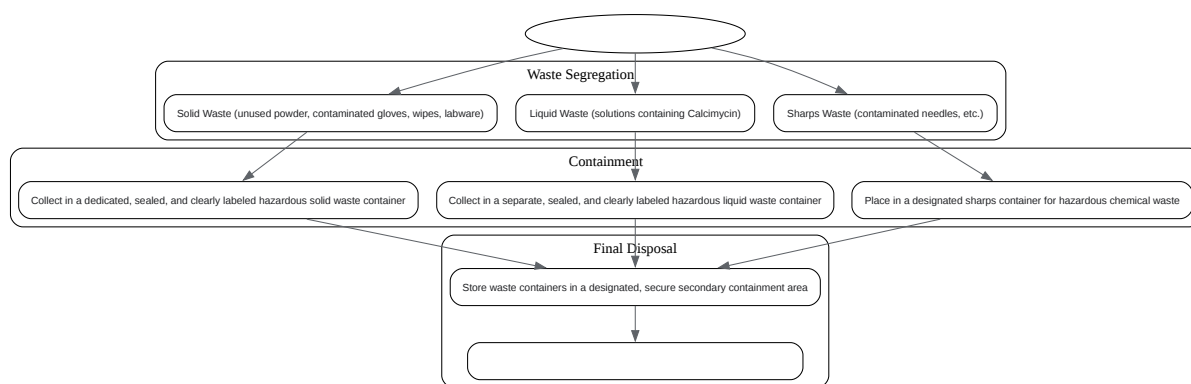 Waste Segregation
Solid Waste (unused powder, contaminated gloves, wipes, labware)
Liquid Waste (solutions containing Calcimycin)
Sharps Waste (contaminated needles, etc.)
Containment
Collect in a dedicated, sealed, and clearly labeled hazardous solid waste container
Collect in a separate, sealed, and clearly labeled hazardous liquid waste container
Place in a designated sharps container for hazardous chemical waste
Final Disposal
Store waste containers in a designated, secure secondary containment area